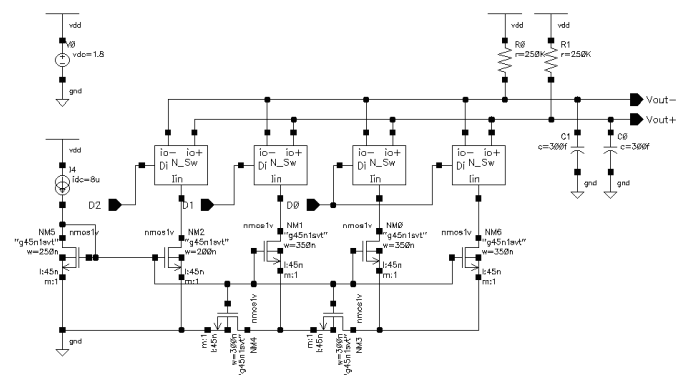 vdd
vdd
vdd
V0
vdc=1.8
R0
r=250K
R1
r=250K
gnd
Vout-
Vout+
vdd
io- io+
Di N_Sw
Iin
io- io+
Di N_Sw
Iin
io- io+
Di N_Sw
Iin
io- io+
Di N_Sw
Iin
C1
c=300f
C0
c=300f
gnd
gnd
I4
idc=8u
D2
D1
D0
NM5
"g45n1svt"
w=250n
l:45n
m:1
nmos1v
nmos1v
NM2
"g45n1svt"
w=200n
l:45n
m:1
nmos1v
NM1
"g45n1svt"
w=350n
l:45n
m:1
nmos1v
NM0
"g45n1svt"
w=350n
l:45n
m:1
nmos1v
NM6
"g45n1svt"
w=350n
l:45n
m:1
gnd
nmos1v
m:1
l:45n
w=300n
"g45n1svt"
NM4
nmos1v
m:1
l:45n
w=300n
"g45n1svt"
NM3